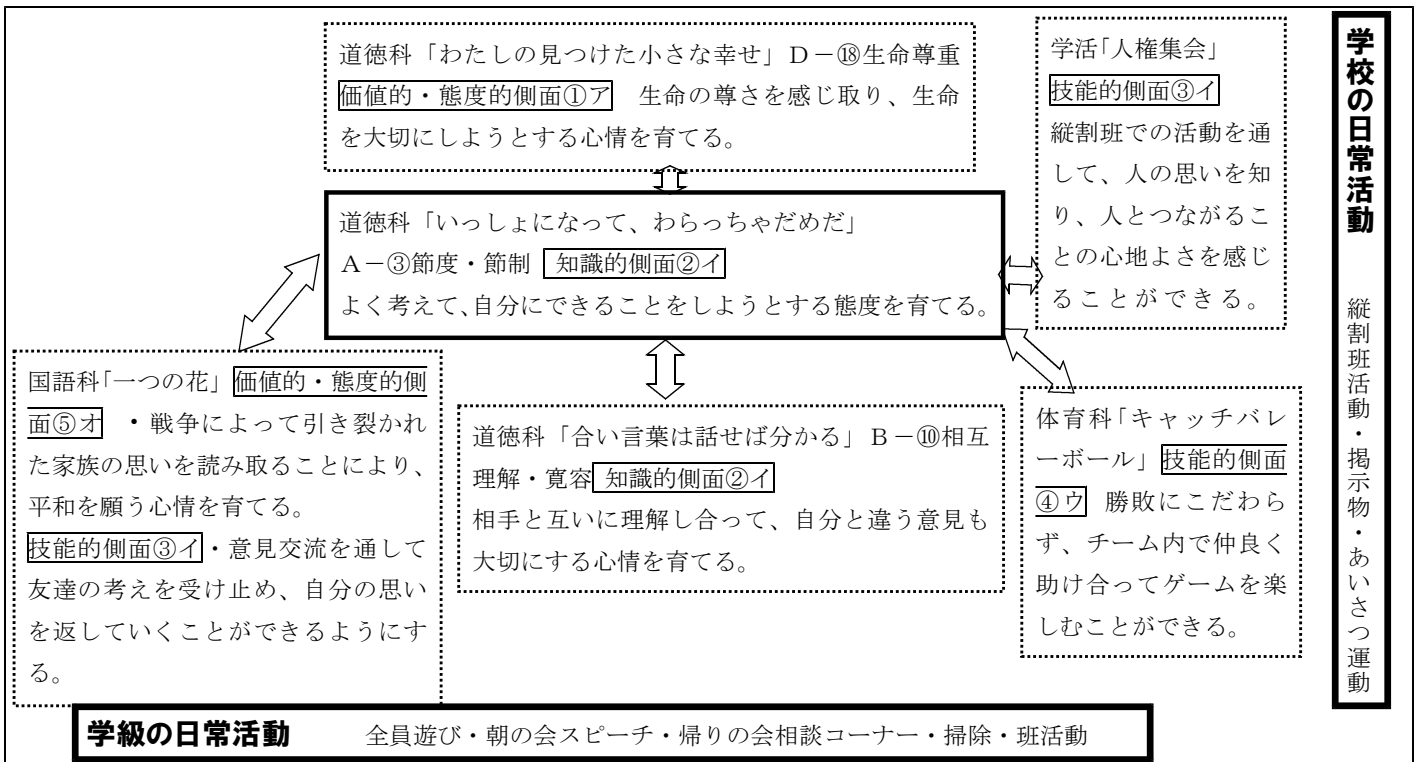 道徳科「わたしの見つけた小さな幸せ」D－⑱生命尊重
価値的・態度的側面①ア　生命の尊さを感じ取り、生命
を大切にしようとする心情を育てる。
学活「人権集会」
技能的側面③イ
縦割班での活動を通
して、人の思いを知
り、人とつながるこ
との心地よさを感じ
ることができる。
道徳科「いっしょになって、わらっちゃだめだ」
A－③節度・節制　知識的側面②イ
よく考えて、自分にできることをしようとする態度を育てる。
国語科「一つの花」価値的・態度的側
面⑤オ　・戦争によって引き裂かれ
た家族の思いを読み取ることにより、
平和を願う心情を育てる。
技能的側面③イ・意見交流を通して
友達の考えを受け止め、自分の思い
を返していくことができるようにす
る。
道徳科「合い言葉は話せば分かる」B－⑩相互
理解・寛容　知識的側面②イ
相手と互いに理解し合って、自分と違う意見も
大切にする心情を育てる。
体育科「キャッチバレ
ーボール」技能的側面
④ウ　勝敗にこだわら
ず、チーム内で仲良く
助け合ってゲームを楽
しむことができる。
学校の日常活動　縦割班活動・掲示物・あいさつ運動
学級の日常活動　全員遊び・朝の会スピーチ・帰りの会相談コーナー・掃除・班活動